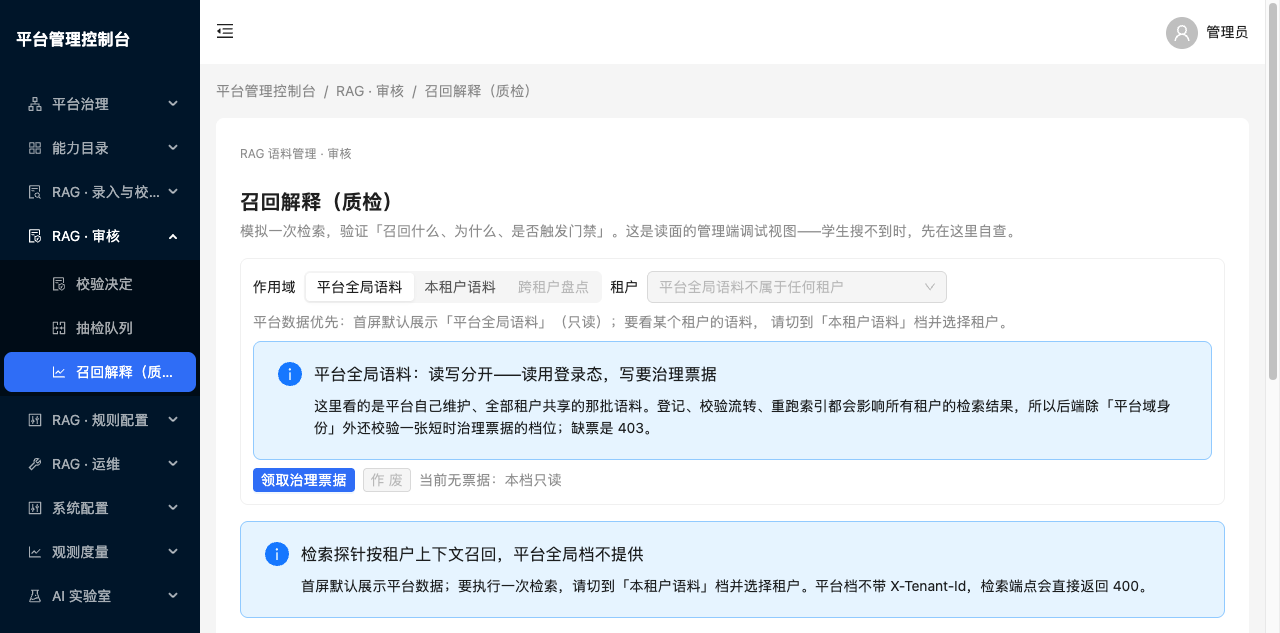 平台管理控制台
管理员
平台治理
能力目录
RAG · 录入与校...
RAG · 审核
校验决定
抽检队列
召回解释（质...
RAG · 规则配置
RAG · 运维
系统配置
观测度量
AI 实验室
平台管理控制台 / RAG · 审核 / 召回解释（质检）
RAG 语料管理 · 审核
召回解释（质检）
模拟一次检索，验证「召回什么、为什么、是否触发门禁」。这是读面的管理端调试视图——学生搜不到时，先在这里自查。
作用域 平台全局语料 本租户语料 跨租户盘点 租户 平台全局语料不属于任何租户
平台数据优先：首屏默认展示「平台全局语料」（只读）；要看某个租户的语料， 请切到「本租户语料」档并选择租户。
平台全局语料：读写分开——读用登录态，写要治理票据
这里看的是平台自己维护、全部租户共享的那批语料。登记、校验流转、重跑索引都会影响所有租户的检索结果，所以后端除「平台域身
份」外还校验一张短时治理票据的档位；缺票是 403。
领取治理票据 作 废 当前无票据：本档只读
检索探针按租户上下文召回，平台全局档不提供
首屏默认展示平台数据；要执行一次检索，请切到「本租户语料」档并选择租户。平台档不带 X-Tenant-Id，检索端点会直接返回 400。